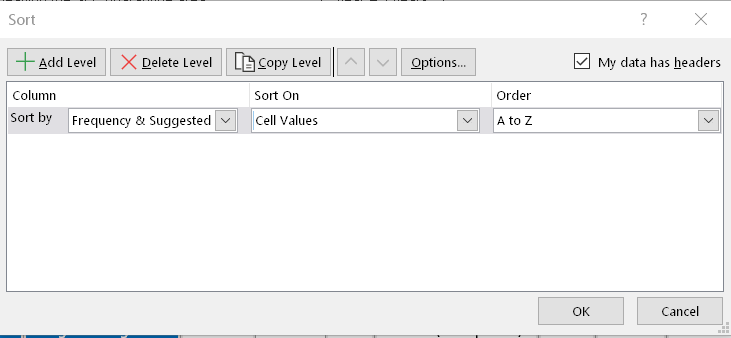 Sort ?
Add Level Delete Level Copy Level Options... My data has headers
Column Sort On Order
Sort by Frequency & Suggested Cell Values A to Z
OK Cancel